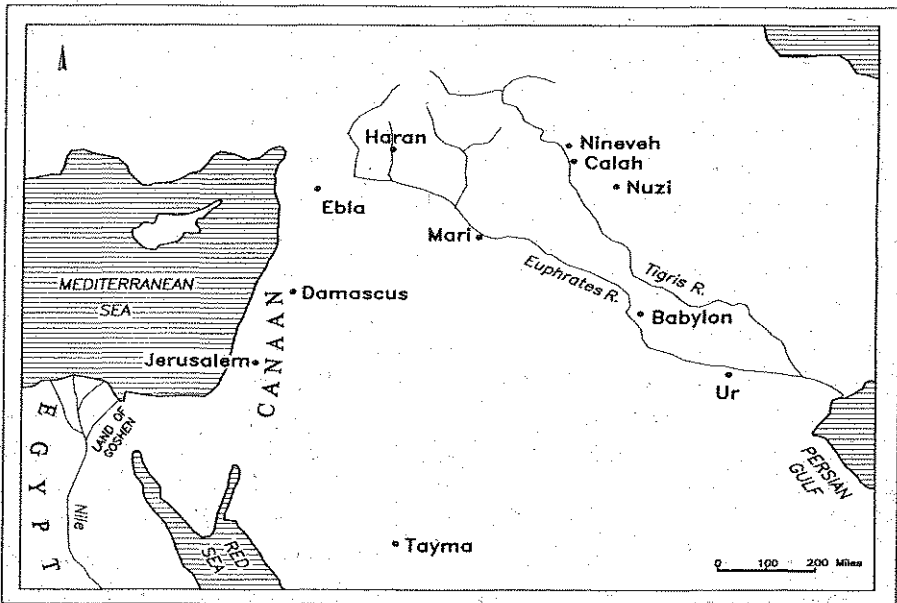 Haran
Nineveh
Calah
Nuzi
Ebla
Mari
Euphrates R.
Tigris R.
MEDITERRANEAN
SEA
Damascus
CANAAN
Babylon
Jerusalem
Ur
EGYPT
LAND OF
GOSHEN
PERSIAN
GULF
Nile
RED
SEA
Tayma
0 100 200 Miles